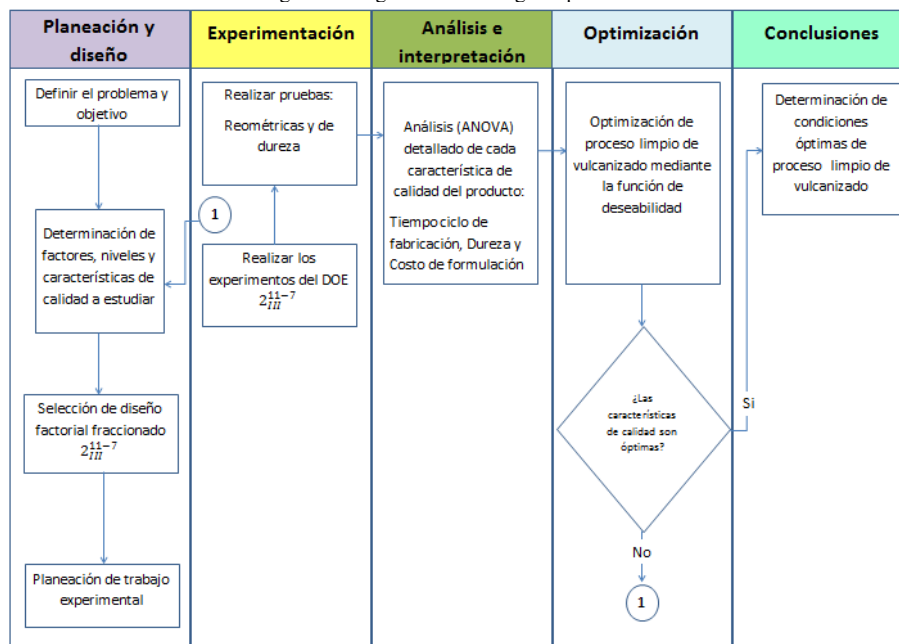 Planeación y
diseño
Definir el problema y
objetivo
Determinación de
factores, niveles y
características de
calidad a estudiar
Selección de diseño
factorial fraccionado
2_{III}^{11-7}
Planeación de trabajo
experimental
Experimentación
Realizar pruebas:
Reométricas y de
dureza
1
Realizar los
experimentos del DOE
2_{III}^{11-7}
Análisis e
interpretación
Análisis (ANOVA)
detallado de cada
característica de
calidad del producto:
Tiempo ciclo de
fabricación, Dureza y
Costo de formulación
Optimización
Optimización de
proceso limpio de
vulcanizado mediante
la función de
deseabilidad
¿Las
características
de calidad son
óptimas?
No
1
Si
Conclusiones
Determinación de
condiciones
óptimas de
proceso limpio de
vulcanizado